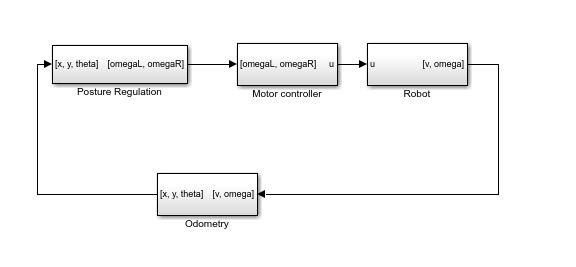 [x, y, theta] [omegaL, omegaR]
Posture Regulation
[omegaL, omegaR] u
Motor controller
u [v, omega]
Robot
[x, y, theta] [v, omega]
Odometry